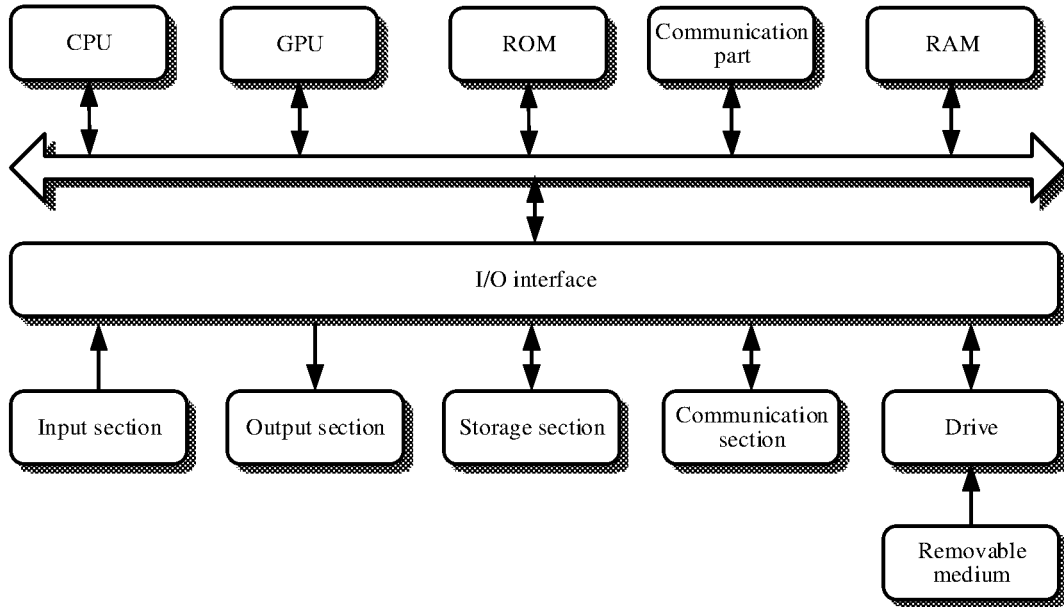 CPU
GPU
ROM
Communication
part
RAM
I/O interface
Input section
Output section
Storage section
Communication
section
Drive
Removable
medium